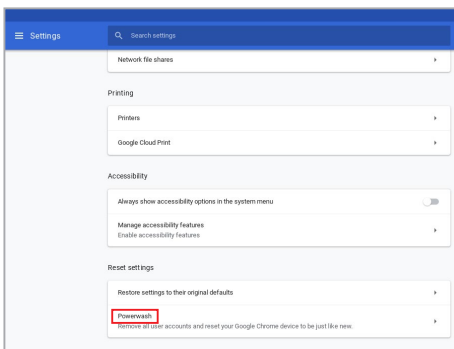 Settings
Search settings
Network file shares
Printing
Printers
Google Cloud Print
Accessibility
Always show accessibility options in the system menu
Manage accessibility features
Enable accessibility features
Reset settings
Restore settings to their original defaults
Powerwash
Remove all user accounts and reset your Google Chrome device to be just like new.